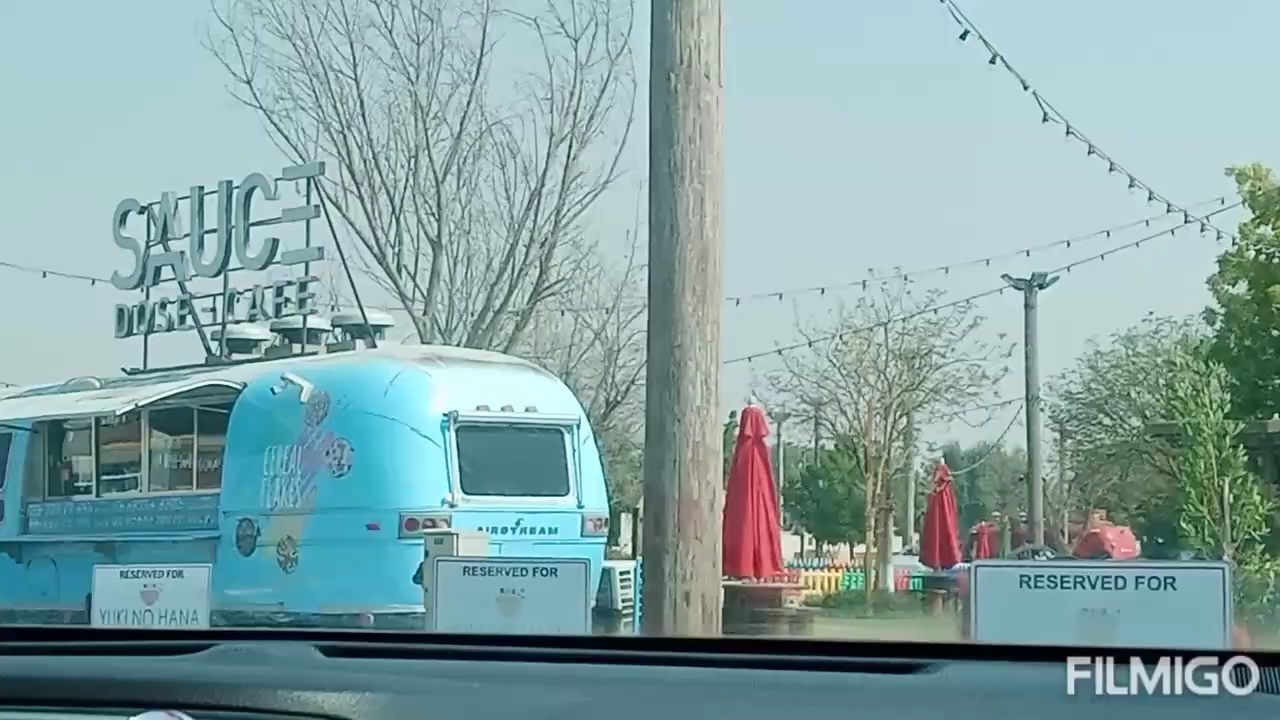 SAUCE
DOSE CAFE
CEREAL
FLAKES
AIRSTREAM
RESERVED FOR
YUKI NO HANA
RESERVED FOR
RESERVED FOR
FILMIGO